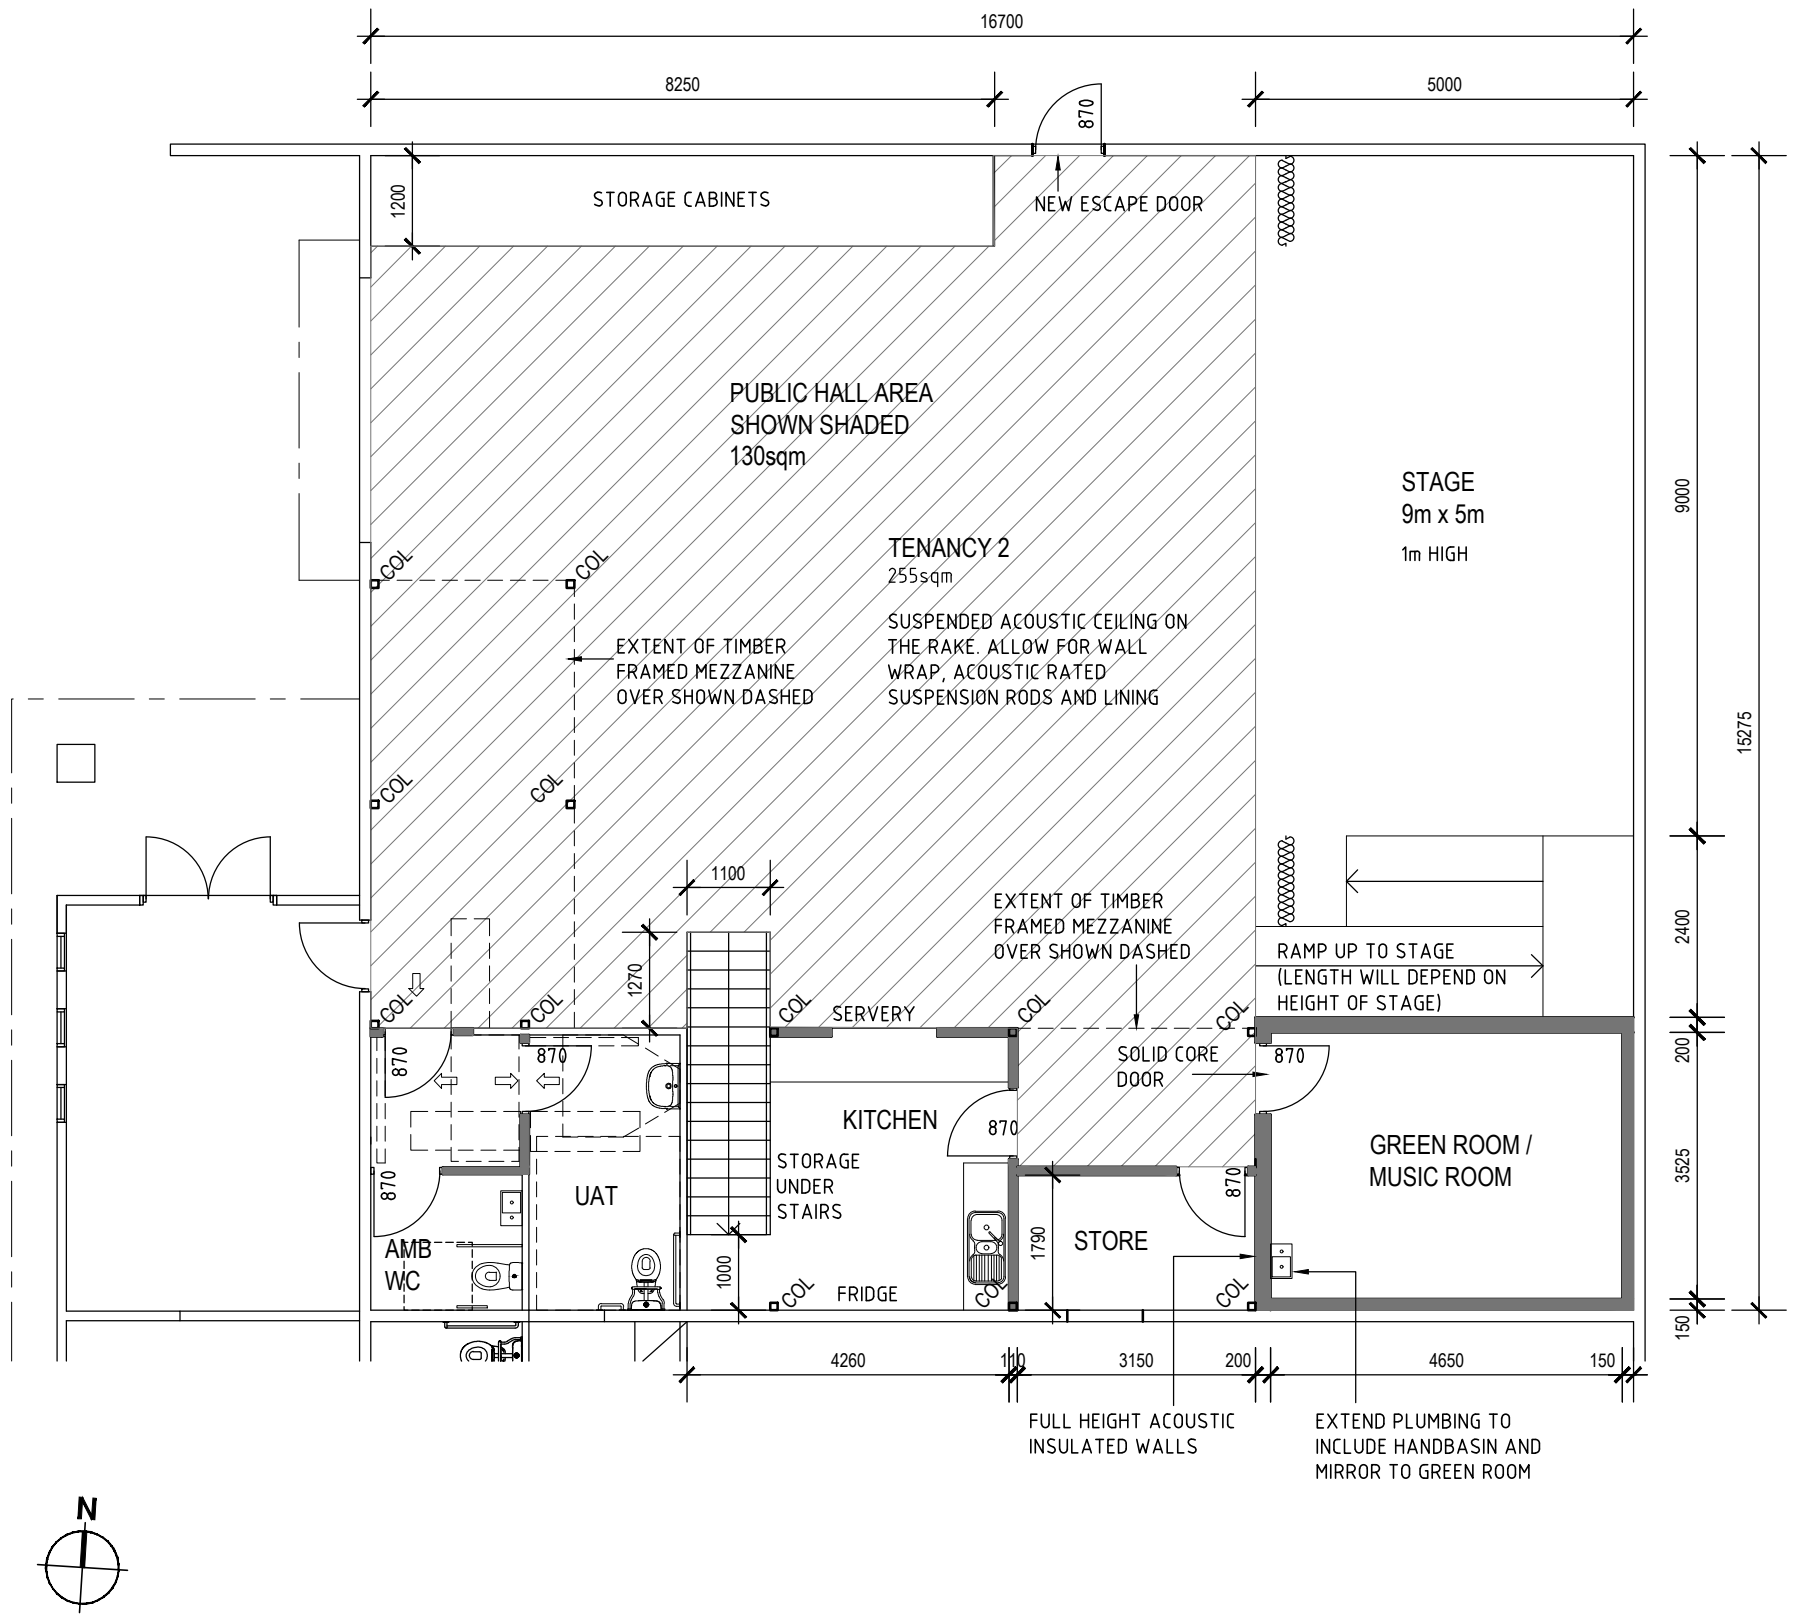 16700
8250
5000
870
1200
STORAGE CABINETS
NEW ESCAPE DOOR
PUBLIC HALL AREA
SHOWN SHADED
130sqm
STAGE
9m x 5m
1m HIGH
9000
15275
TENANCY 2
255sqm
SUSPENDED ACOUSTIC CEILING ON
THE RAKE. ALLOW FOR WALL
WRAP, ACOUSTIC RATED
SUSPENSION RODS AND LINING
COL
COL
EXTENT OF TIMBER
FRAMED MEZZANINE
OVER SHOWN DASHED
COL
COL
1100
1270
EXTENT OF TIMBER
FRAMED MEZZANINE
OVER SHOWN DASHED
RAMP UP TO STAGE
(LENGTH WILL DEPEND ON
HEIGHT OF STAGE)
2400
COL
COL
COL
SERVERY
COL
COL
870
870
SOLID CORE
DOOR
870
200
KITCHEN
870
GREEN ROOM /
MUSIC ROOM
3525
STORAGE
UNDER
STAIRS
870
UAT
870
AMB
WC
STORE
1790
1000
FRIDGE
COL
COL
COL
150
4260
110
3150
200
4650
150
FULL HEIGHT ACOUSTIC
INSULATED WALLS
EXTEND PLUMBING TO
INCLUDE HANDBASIN AND
MIRROR TO GREEN ROOM
N